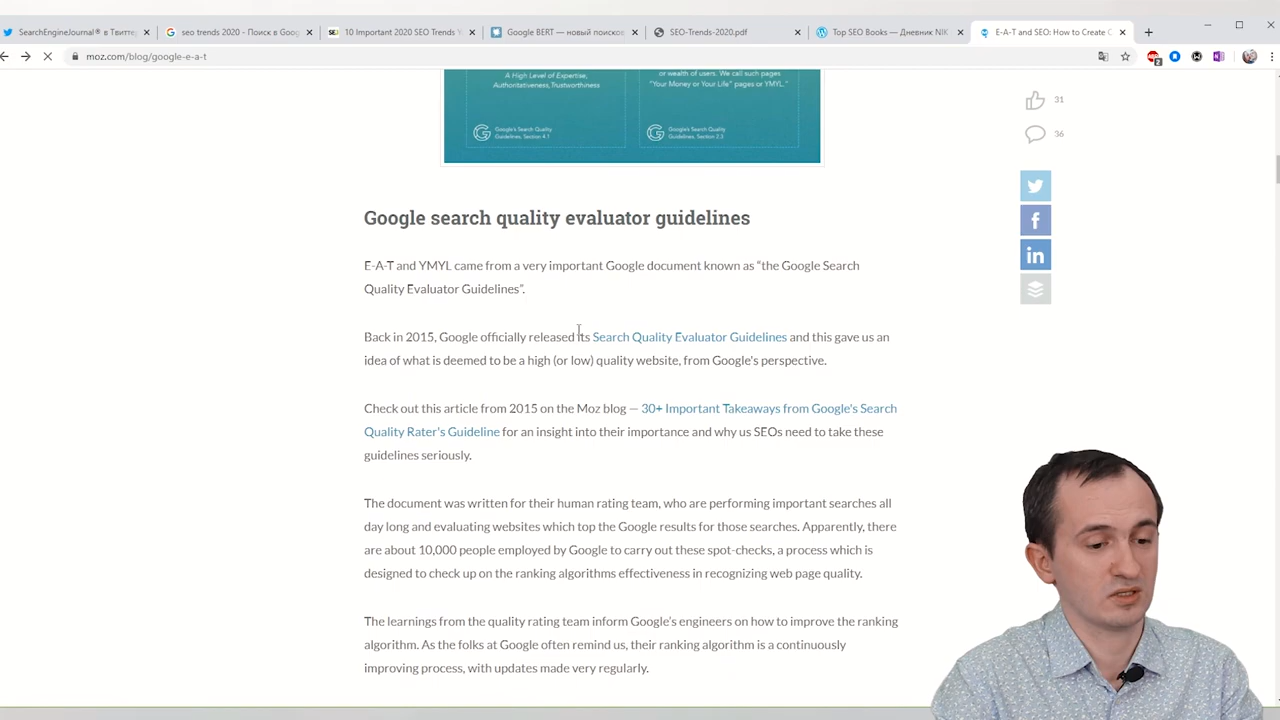 SearchEngineJournal® в Твитте
seo trends 2020 - Поиск в Goog
10 Important 2020 SEO Trends Y
Google BERT — новый поисков
SEO-Trends-2020.pdf
Top SEO Books — Дневник NIK
E-A-T and SEO: How to Create C
moz.com/blog/google-e-a-t
2
A High Level of Expertise,
Authoritativeness, Trustworthiness
Google's Search Quality
Guidelines, Section 4.1
or wealth of users. We call such pages
"Your Money or Your Life" pages or YMYL."
Google's Search Quality
Guidelines, Section 2.3
31
36
Google search quality evaluator guidelines
E-A-T and YMYL came from a very important Google document known as “the Google Search
Quality Evaluator Guidelines”.
Back in 2015, Google officially released its Search Quality Evaluator Guidelines and this gave us an
idea of what is deemed to be a high (or low) quality website, from Google's perspective.
Check out this article from 2015 on the Moz blog — 30+ Important Takeaways from Google's Search
Quality Rater's Guideline for an insight into their importance and why us SEOs need to take these
guidelines seriously.
The document was written for their human rating team, who are performing important searches all
day long and evaluating websites which top the Google results for those searches. Apparently, there
are about 10,000 people employed by Google to carry out these spot-checks, a process which is
designed to check up on the ranking algorithms effectiveness in recognizing web page quality.
The learnings from the quality rating team inform Google's engineers on how to improve the ranking
algorithm. As the folks at Google often remind us, their ranking algorithm is a continuously
improving process, with updates made very regularly.